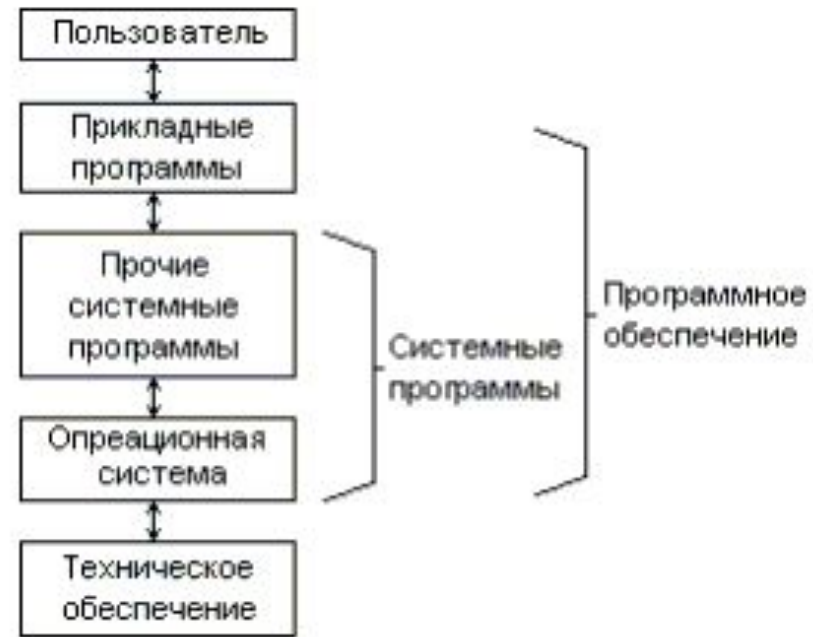 Пользователь
Прикладные
программы
Прочие
системные
программы
Опреационная
система
Техническое
обеспечение
Системные
программы
Программное
обеспечение